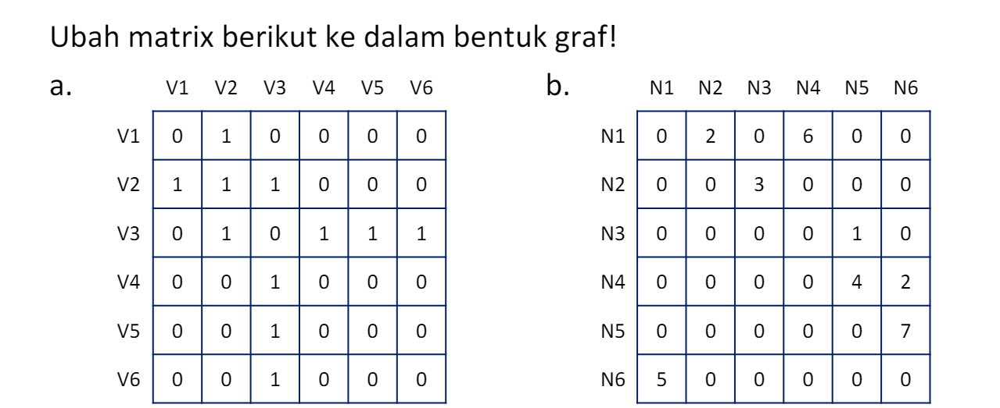 Ubah matrix berikut ke dalam bentuk graf!
a.
V1 V2 V3 V4 V5 V6
V1 0 1 0 0 0 0
V2 1 1 1 0 0 0
V3 0 1 0 1 1 1
V4 0 0 1 0 0 0
V5 0 0 1 0 0 0
V6 0 0 1 0 0 0
b.
N1 N2 N3 N4 N5 N6
N1 0 2 0 6 0 0
N2 0 0 3 0 0 0
N3 0 0 0 0 1 0
N4 0 0 0 0 4 2
N5 0 0 0 0 0 7
N6 5 0 0 0 0 0